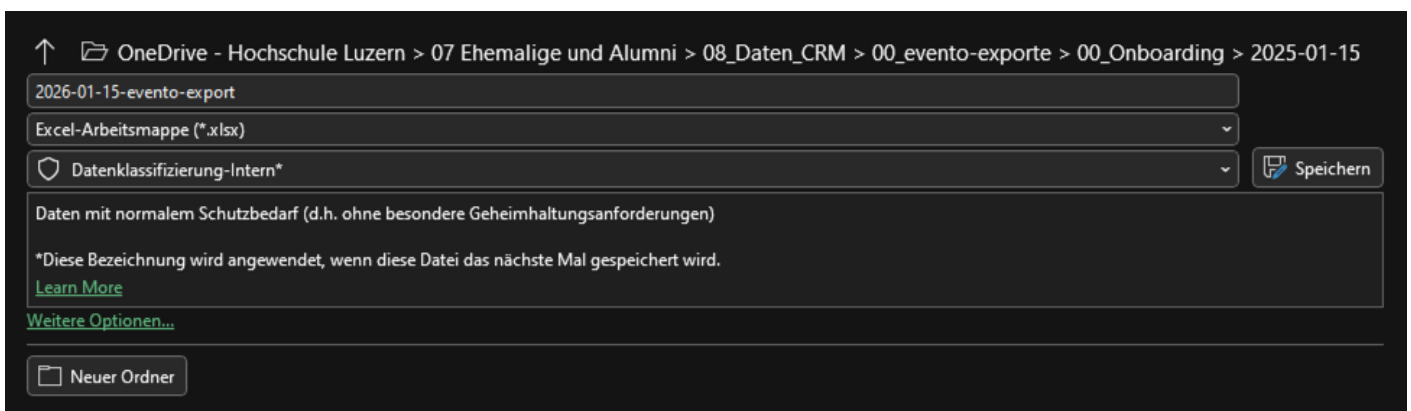 OneDrive - Hochschule Luzern > 07 Ehemalige und Alumni > 08_Daten_CRM > 00_evento-exporte > 00_Onboarding > 2025-01-15
2026-01-15-evento-export
Excel-Arbeitsmappe (*.xlsx)
Datenklassifizierung-Intern*
Speichern
Daten mit normalem Schutzbedarf (d.h. ohne besondere Geheimhaltungsanforderungen)
*Diese Bezeichnung wird angewendet, wenn diese Datei das nächste Mal gespeichert wird.
Learn More
Weitere Optionen...
Neuer Ordner